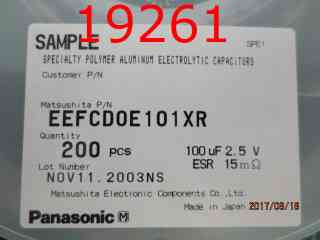 19261
SAMPLE
SPECIALTY POLYMER ALUMINUM ELECTROLYTIC CAPACITORS
Customer P/N
Matsushita P/N
EEFCD0E101XR
Quantity
200 pcs 100uF 2.5 V
ESR 15mΩ
Lot Number
NOV11.2003NS
Matsushita Electronic Components Co.,Ltd.
Made in Japan 2017/08/18
Panasonic M